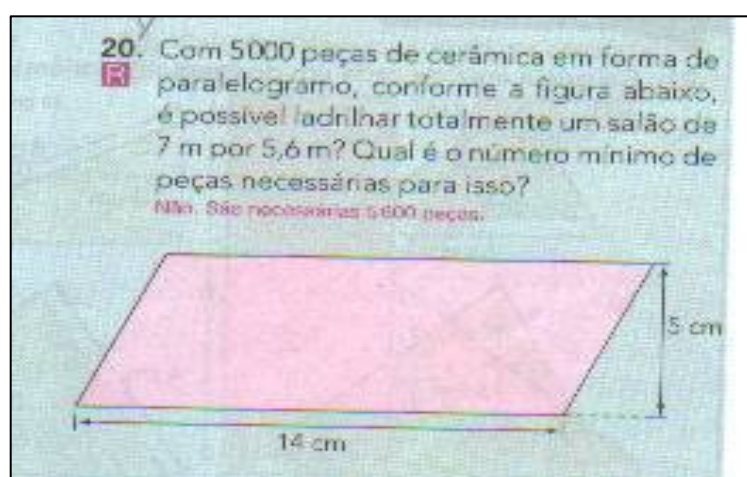 20. Com 5000 peças de cerâmica em forma de
R
paralelogramo, conforme a figura abaixo,
é possível ladrilhar totalmente um salão de
7 m por 5,6 m? Qual é o número mínimo de
peças necessárias para isso?
Não. São necessárias 5600 peças.
5 cm
14 cm